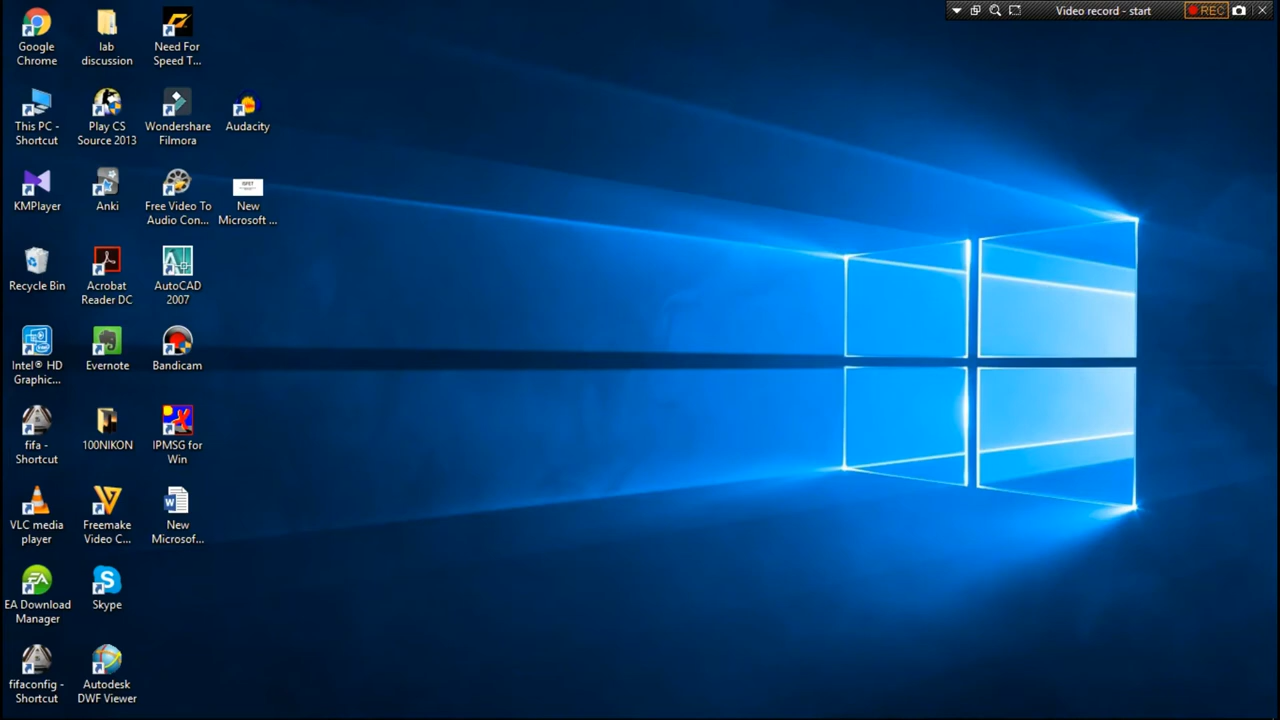 Video record - start
REC
Google
Chrome
lab
discussion
Need For
Speed T...
This PC -
Shortcut
Play CS
Source 2013
Wondershare
Filmora
Audacity
KMPlayer
Anki
Free Video To
Audio Con...
New
Microsoft ...
Recycle Bin
Acrobat
Reader DC
AutoCAD
2007
Intel® HD
Graphic...
Evernote
Bandicam
fifa -
Shortcut
100NIKON
IPMSG for
Win
VLC media
player
Freemake
Video C...
New
Microsof...
EA Download
Manager
Skype
fifaconfig -
Shortcut
Autodesk
DWF Viewer